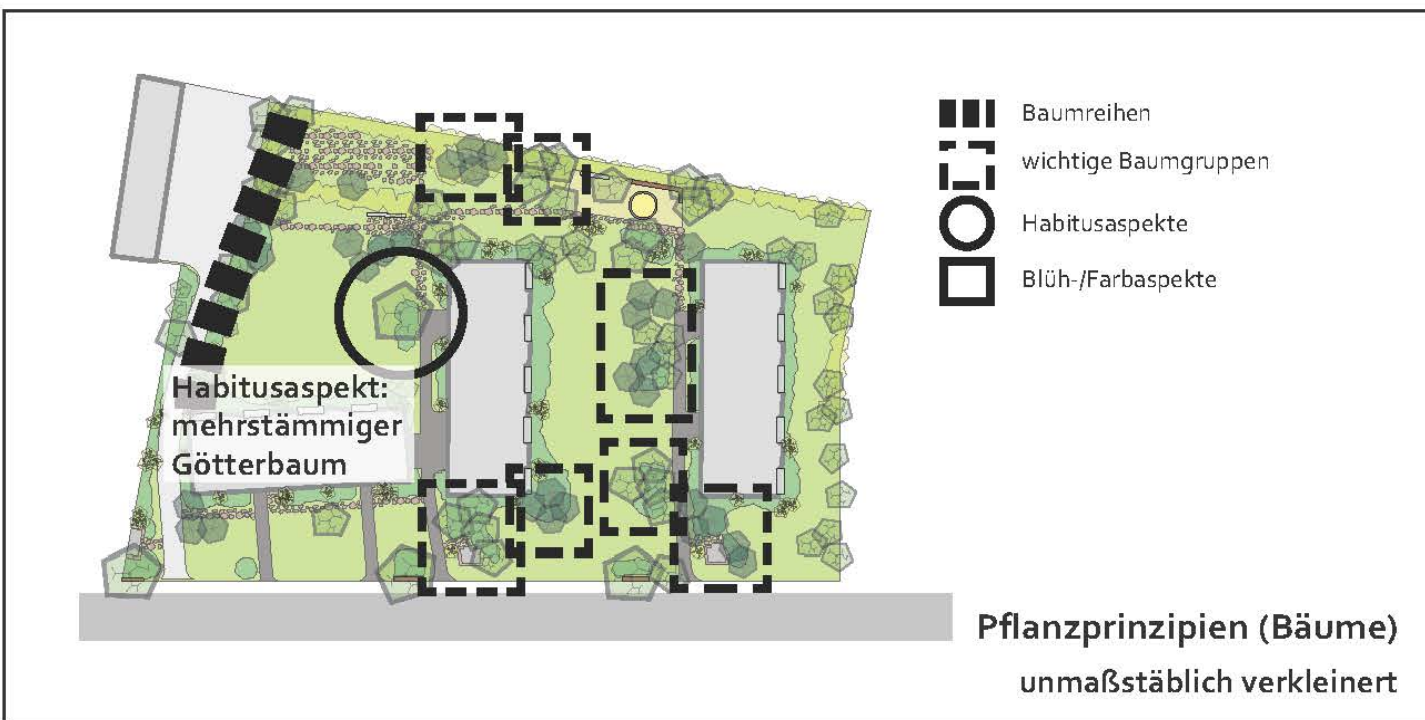 Baumreihen
wichtige Baumgruppen
Habitusaspekte
Blüh-/Farbaspekte
Habitusaspekt:
mehrstämmiger
Götterbaum
Pflanzprinzipien (Bäume)
unmaßstäblich verkleinert